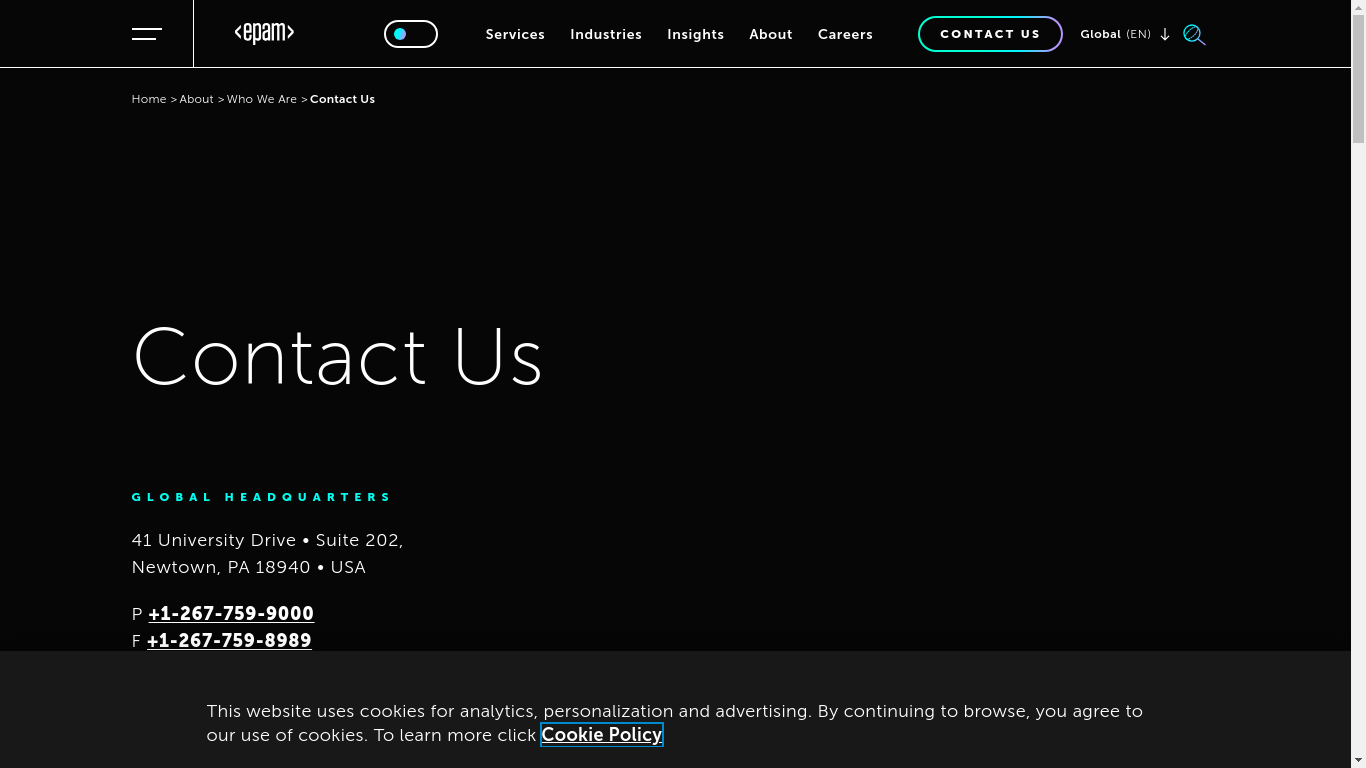 <epam>
Services Industries Insights About Careers CONTACT US Global (EN)
Home > About > Who We Are > Contact Us
Contact Us
GLOBAL HEADQUARTERS
41 University Drive • Suite 202,
Newtown, PA 18940 • USA
P +1-267-759-9000
F +1-267-759-8989
This website uses cookies for analytics, personalization and advertising. By continuing to browse, you agree to
our use of cookies. To learn more click Cookie Policy